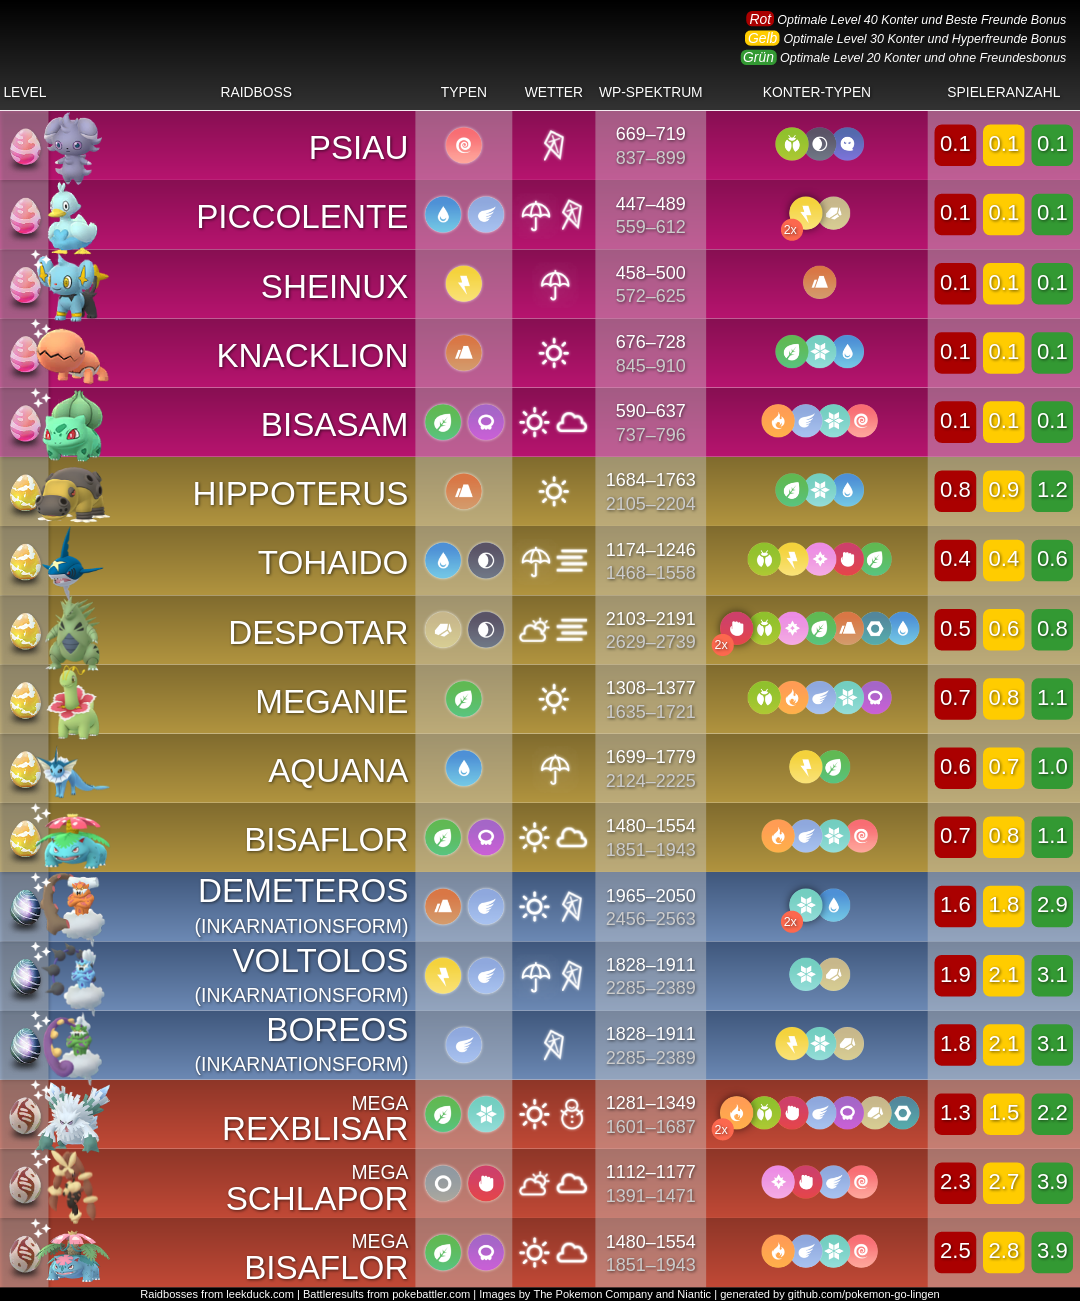 Rot Optimale Level 40 Konter und Beste Freunde Bonus
Gelb Optimale Level 30 Konter und Hyperfreunde Bonus
Grün Optimale Level 20 Konter und ohne Freundesbonus
LEVEL RAIDBOSS TYPEN WETTER WP-SPEKTRUM KONTER-TYPEN SPIELERANZAHL
PSIAU 669–719 0.1 0.1 0.1
837–899
PICCOLENTE 447–489 0.1 0.1 0.1
559–612 2x
SHEINUX 458–500 0.1 0.1 0.1
572–625
KNACKLION 676–728 0.1 0.1 0.1
845–910
BISASAM 590–637 0.1 0.1 0.1
737–796
HIPPOTERUS 1684–1763 0.8 0.9 1.2
2105–2204
TOHAIDO 1174–1246 0.4 0.4 0.6
1468–1558
DESPOTAR 2103–2191 0.5 0.6 0.8
2629–2739 2x
MEGANIE 1308–1377 0.7 0.8 1.1
1635–1721
AQUANA 1699–1779 0.6 0.7 1.0
2124–2225
BISAFLOR 1480–1554 0.7 0.8 1.1
1851–1943
DEMETEROS 1965–2050 1.6 1.8 2.9
(INKARNATIONSFORM) 2456–2563 2x
VOLTOLOS 1828–1911 1.9 2.1 3.1
(INKARNATIONSFORM) 2285–2389
BOREOS 1828–1911 1.8 2.1 3.1
(INKARNATIONSFORM) 2285–2389
MEGA 1281–1349 1.3 1.5 2.2
REXBLISAR 1601–1687 2x
MEGA 1112–1177 2.3 2.7 3.9
SCHLAPOR 1391–1471
MEGA 1480–1554 2.5 2.8 3.9
BISAFLOR 1851–1943
Raidbosses from leekduck.com | Battleresults from pokebattler.com | Images by The Pokemon Company and Niantic | generated by github.com/pokemon-go-lingen